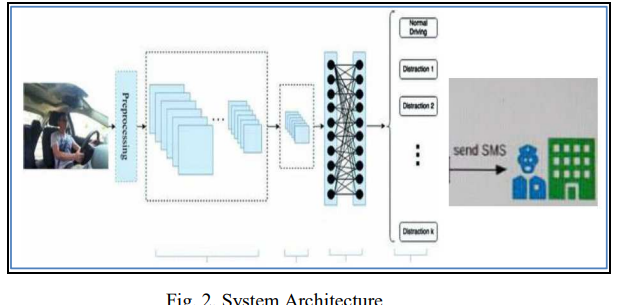 Preprocessing
...
Normal
Driving
Distraction 1
Distraction 2
Distraction k
send SMS
Fig. 2. System Architecture